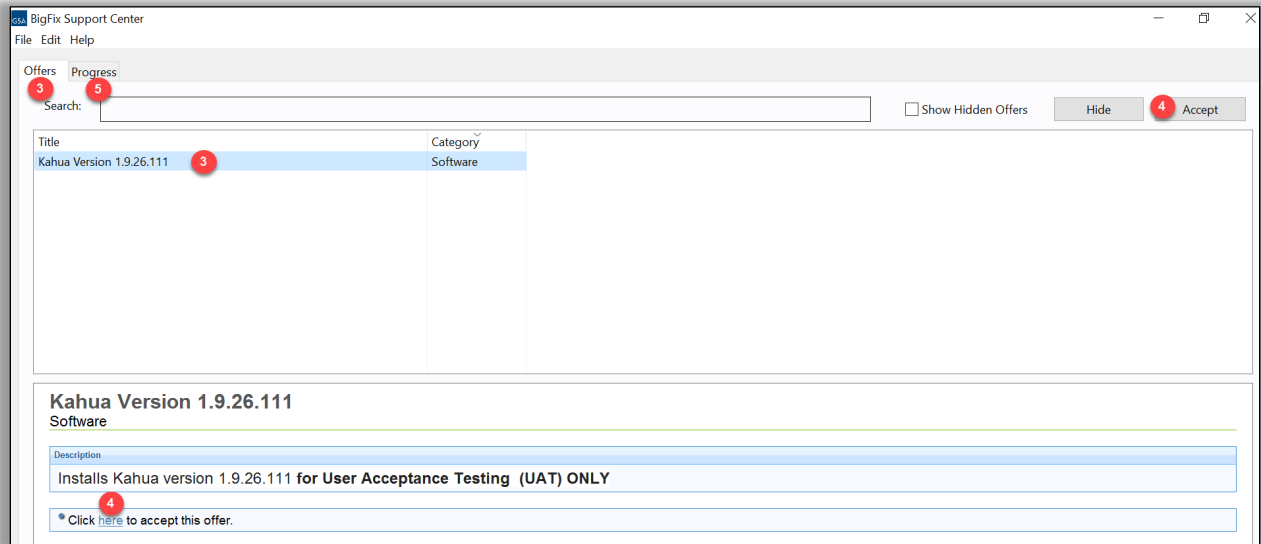 GSA BigFix Support Center
File Edit Help
Offers Progress
3 5
Search: Show Hidden Offers Hide 4 Accept
Title Category
Kahua Version 1.9.26.111 3 Software
Kahua Version 1.9.26.111
Software
Description
Installs Kahua version 1.9.26.111 for User Acceptance Testing (UAT) ONLY
4
Click here to accept this offer.